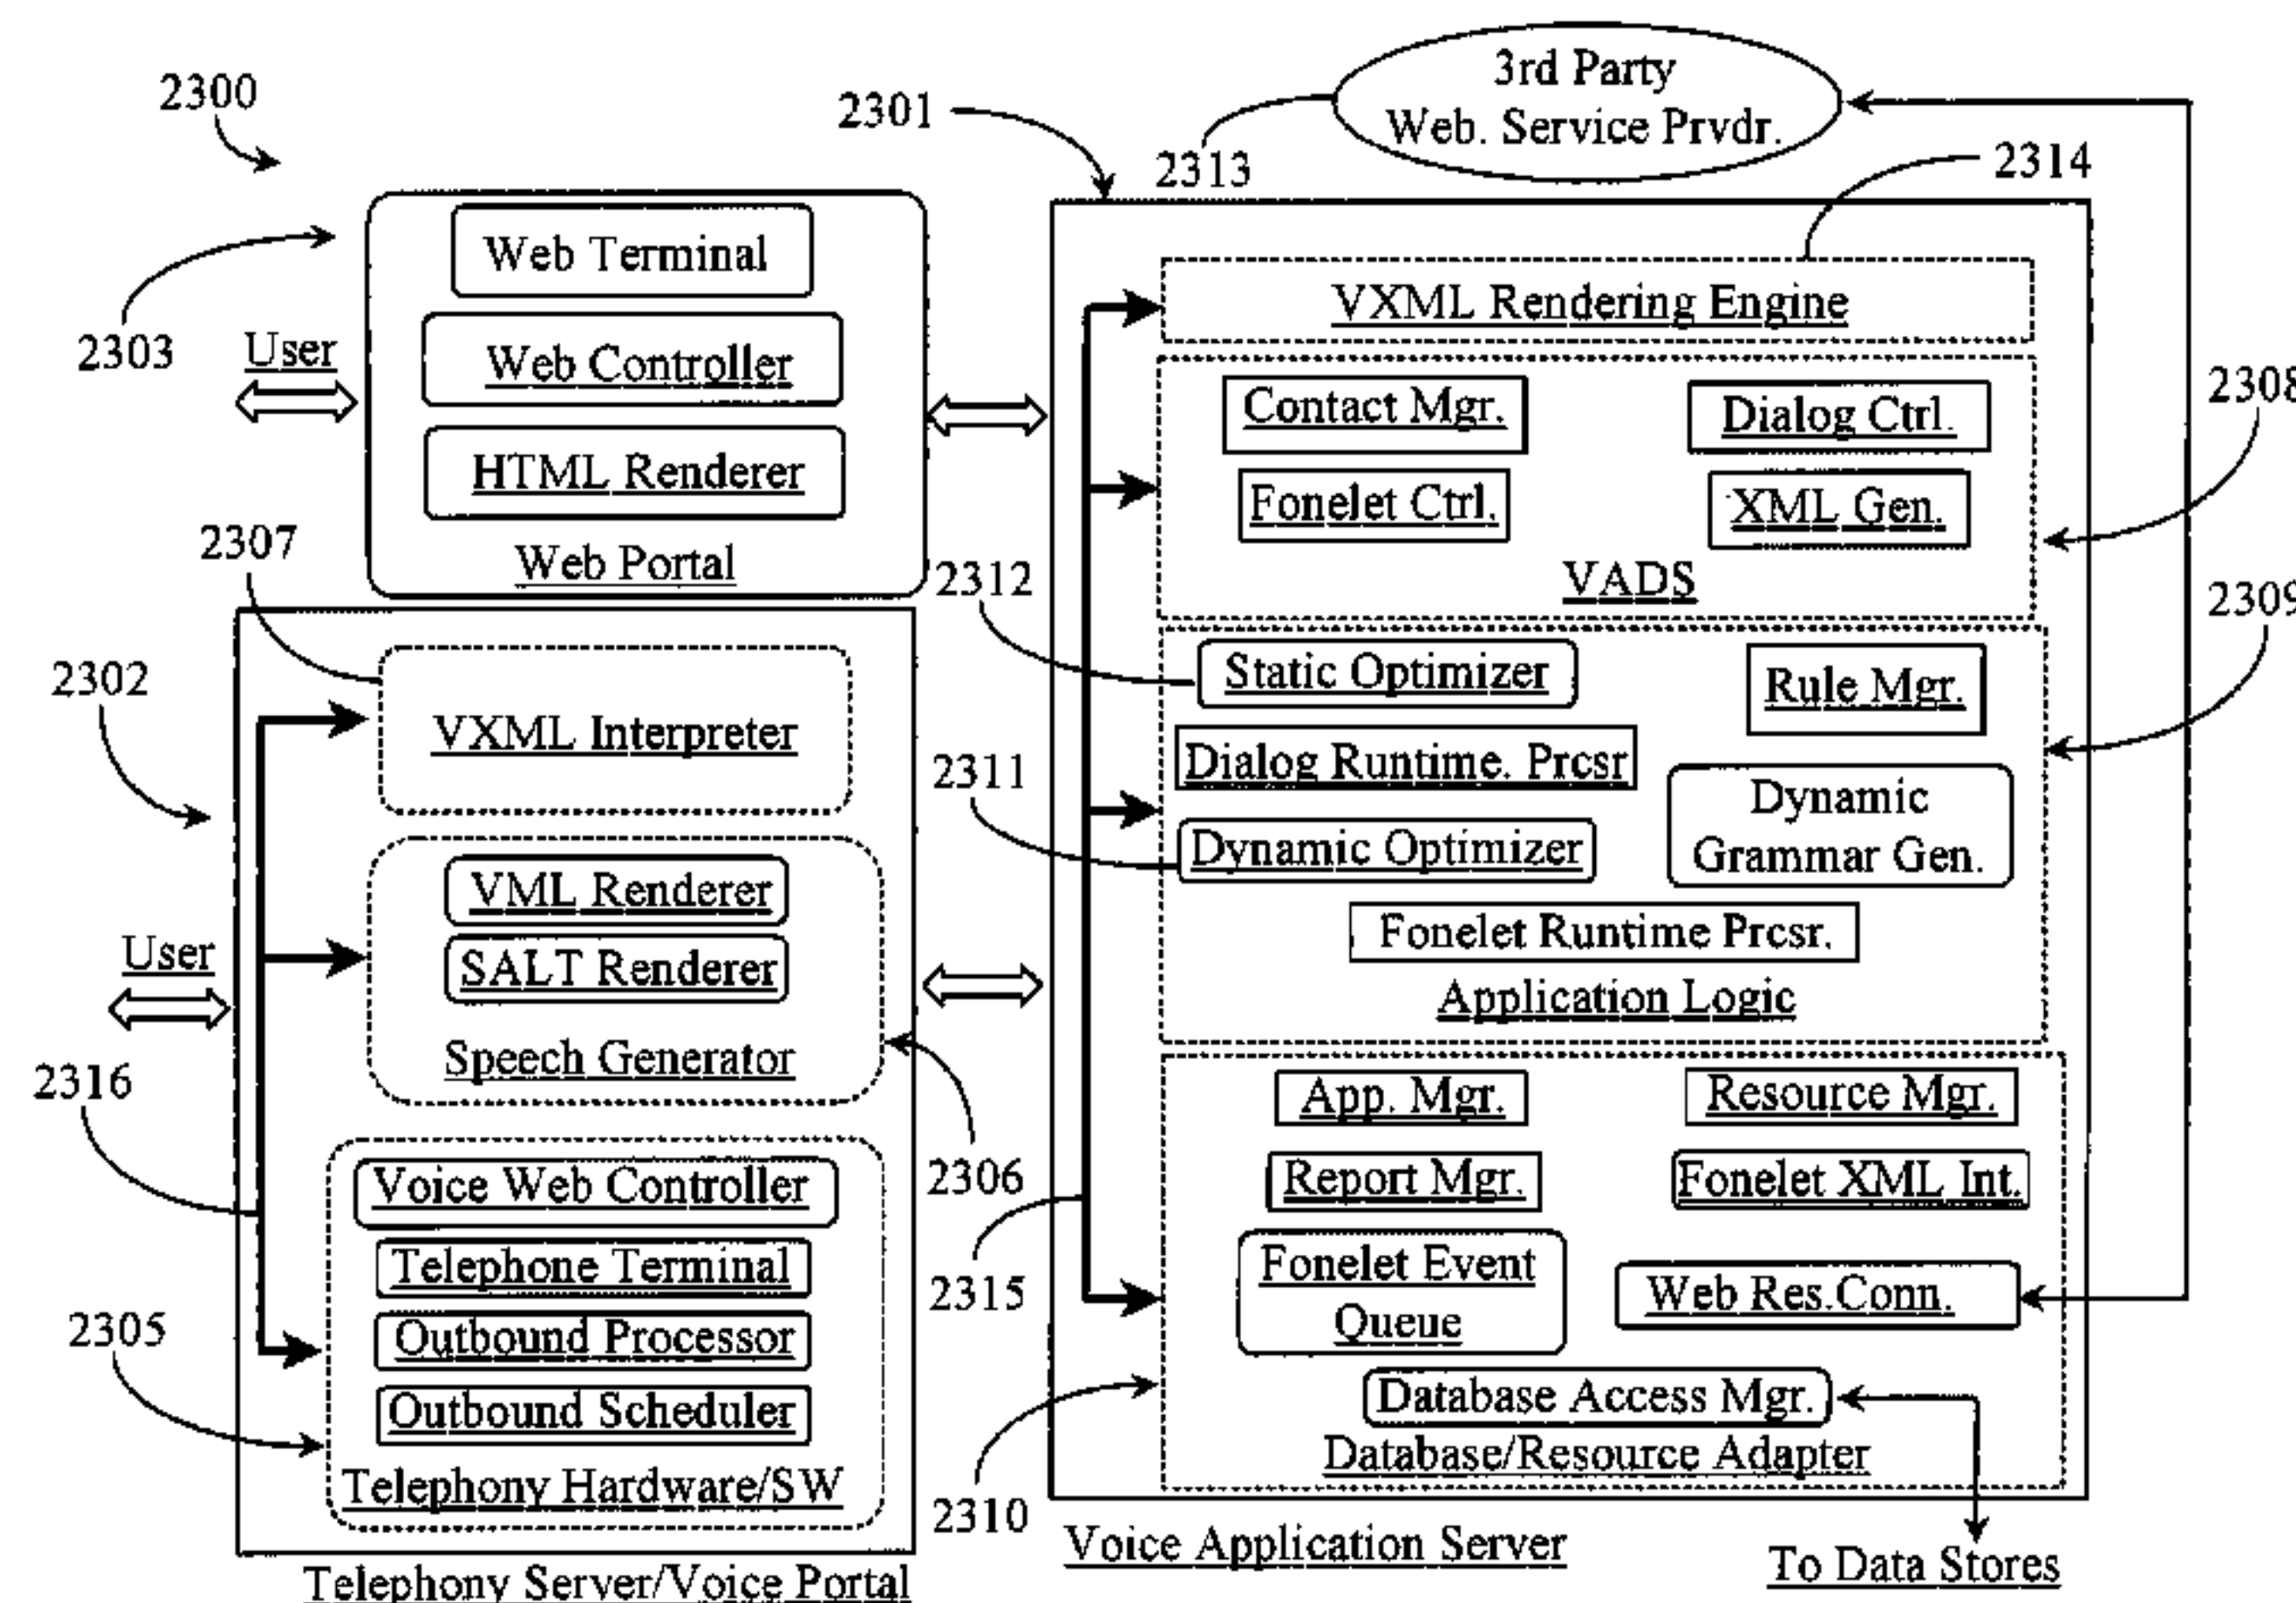 2300
2301
3rd Party
Web. Service Prvdr.
2313
2314
2303
User
Web Terminal
Web Controller
HTML Renderer
Web Portal
2307
2302
VXML Interpreter
VML Renderer
SALT Renderer
Speech Generator
User
2316
2306
Voice Web Controller
Telephone Terminal
Outbound Processor
Outbound Scheduler
Telephony Hardware/SW
2305
Telephony Server/Voice Portal
VXML Rendering Engine
Contact Mgr.
Dialog Ctrl.
Fonelet Ctrl.
XML Gen.
VADS
2308
2312
2309
Static Optimizer
Rule Mgr.
Dialog Runtime. Prcsr
2311
Dynamic Optimizer
Dynamic
Grammar Gen.
Fonelet Runtime Prcsr.
Application Logic
App. Mgr.
Resource Mgr.
Report Mgr.
Fonelet XML Int.
2315
Fonelet Event
Queue
Web Res.Conn.
Database Access Mgr.
Database/Resource Adapter
2310
Voice Application Server
To Data Stores